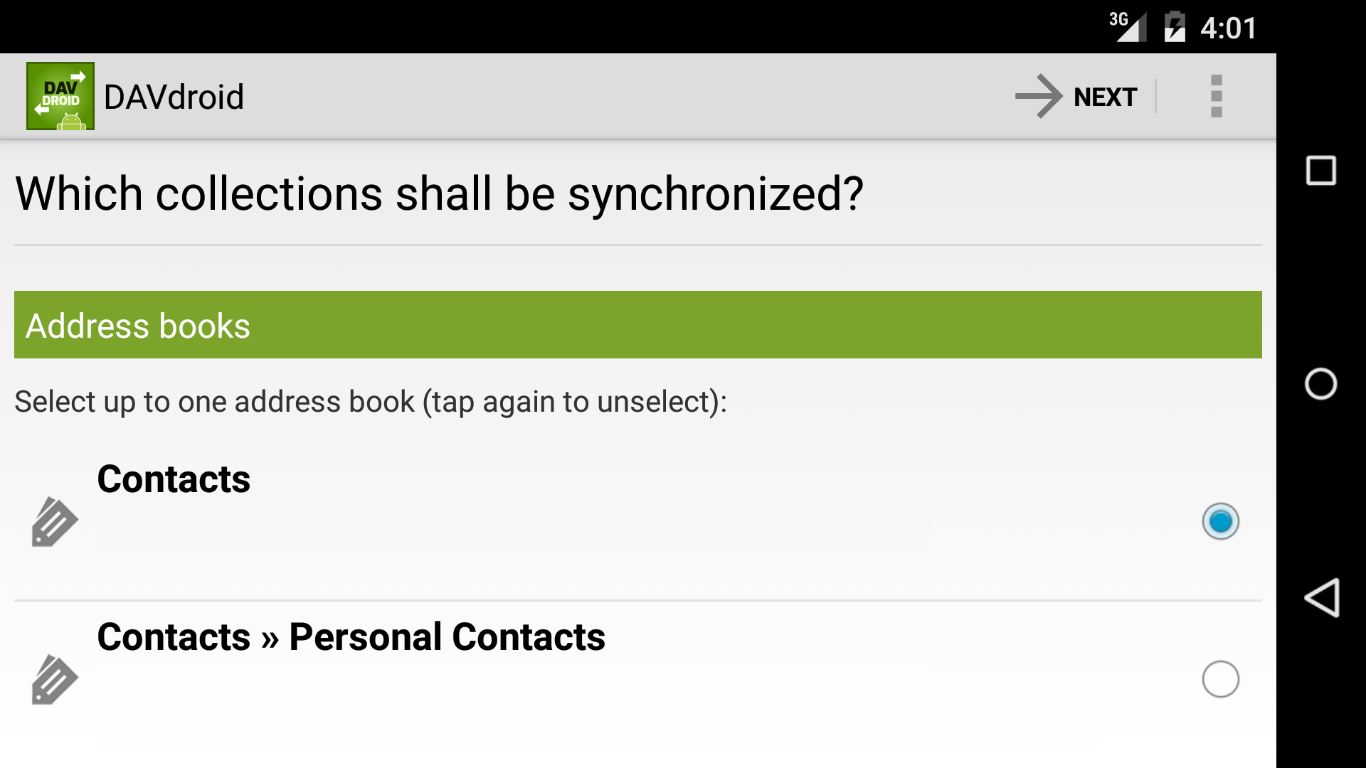 3G 4:01
DAV
DROID
DAVdroid
NEXT
Which collections shall be synchronized?
Address books
Select up to one address book (tap again to unselect):
Contacts
Contacts » Personal Contacts